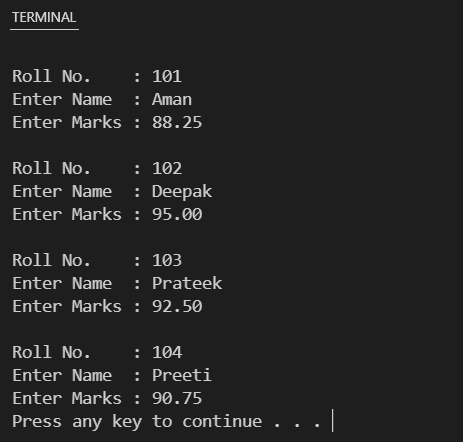 TERMINAL
Roll No.    : 101
Enter Name  : Aman
Enter Marks : 88.25
Roll No.    : 102
Enter Name  : Deepak
Enter Marks : 95.00
Roll No.    : 103
Enter Name  : Prateek
Enter Marks : 92.50
Roll No.    : 104
Enter Name  : Preeti
Enter Marks : 90.75
Press any key to continue . . .